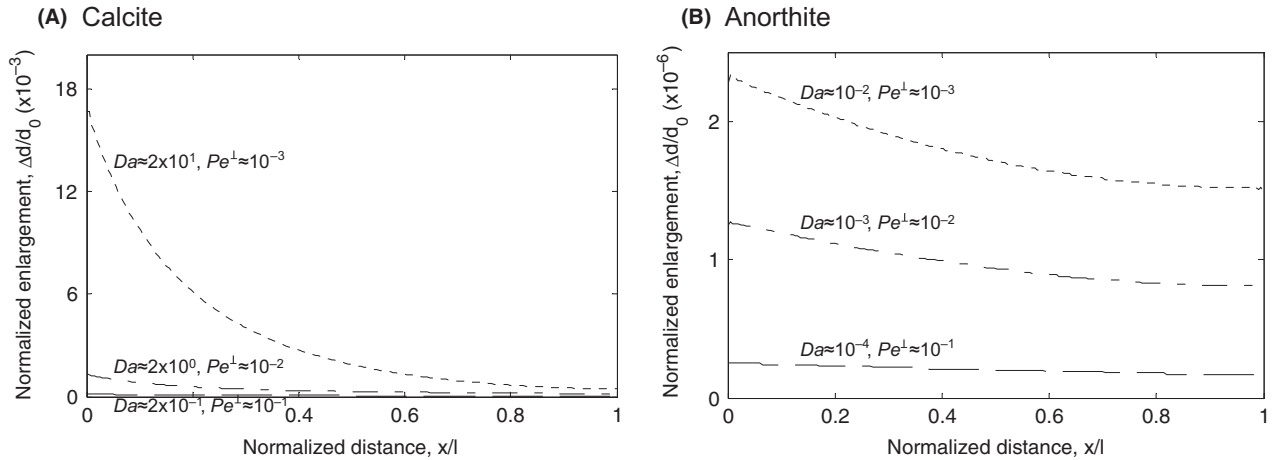 (A) Calcite
Normalized enlargement, Δd/d₀ (x10⁻³)
18
12
6
0
Da≈2x10¹, Pe⊥≈10⁻³
Da≈2x10⁰, Pe⊥≈10⁻²
Da≈2x10⁻¹, Pe⊥≈10⁻¹
0 0.2 0.4 0.6 0.8 1
Normalized distance, x/l
(B) Anorthite
Normalized enlargement, Δd/d₀ (x10⁻⁶)
2
1
0
Da≈10⁻², Pe⊥≈10⁻³
Da≈10⁻³, Pe⊥≈10⁻²
Da≈10⁻⁴, Pe⊥≈10⁻¹
0 0.2 0.4 0.6 0.8 1
Normalized distance, x/l